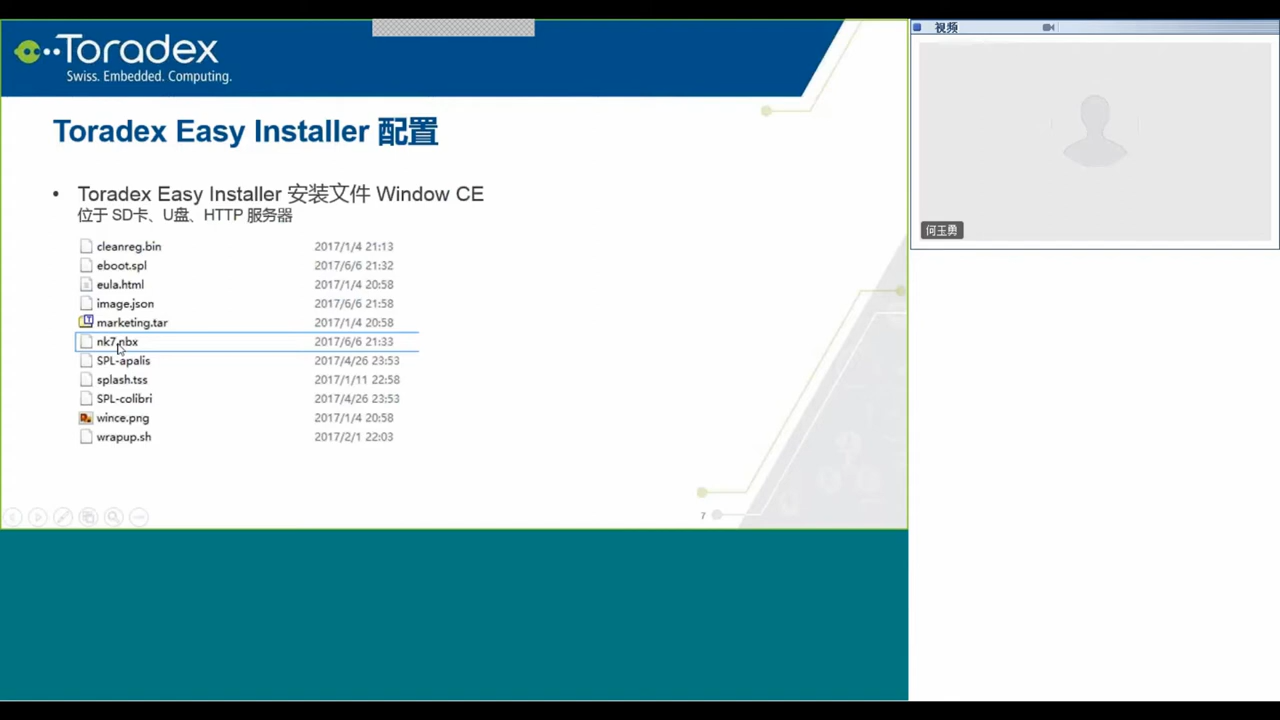 Toradex
Swiss. Embedded. Computing.
Toradex Easy Installer 配置
• Toradex Easy Installer 安装文件 Window CE
位于 SD卡、U盘、HTTP 服务器
cleanreg.bin 2017/1/4 21:13
eboot.spl 2017/6/6 21:32
eula.html 2017/1/4 20:58
image.json 2017/6/6 21:58
marketing.tar 2017/1/4 20:58
nk7.nbx 2017/6/6 21:33
SPL-apalis 2017/4/26 23:53
splash.tss 2017/1/11 22:58
SPL-colibri 2017/4/26 23:53
wince.png 2017/1/4 20:58
wrapup.sh 2017/2/1 22:03
7
视频
何玉勇